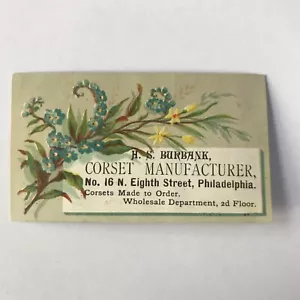 H. S. BURBANK,
CORSET MANUFACTURER,
No. 16 N. Eighth Street, Philadelphia.
Corsets Made to Order.
Wholesale Department, 2d Floor.